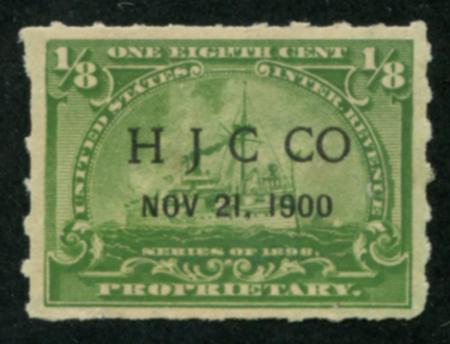 ONE EIGHTH CENT
1/8 1/8
UNITED STATES INTER. REVENUE
H J C CO
NOV 21, 1900
SERIES OF 1898
PROPRIETARY.